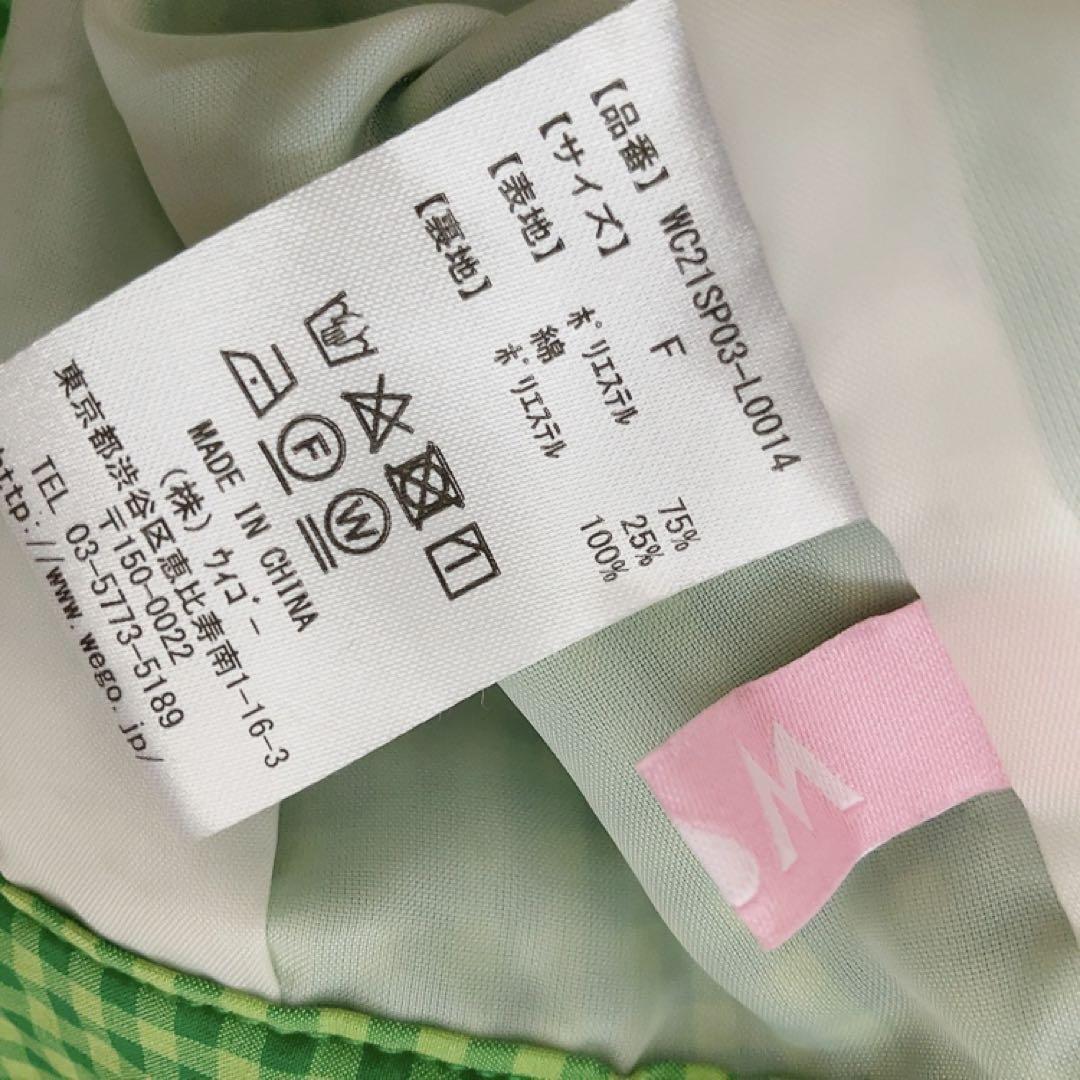 【品番】 WC21SP03-L0014
【サイズ】 F
【表地】 ポリエステル 75%
綿 25%
【裏地】 ポリエステル 100%
F
W
MADE IN CHINA
(株)ウィゴー
〒150-0022
東京都渋谷区恵比寿南1-16-3
TEL 03-5773-5189
http://www.wego.jp/
W